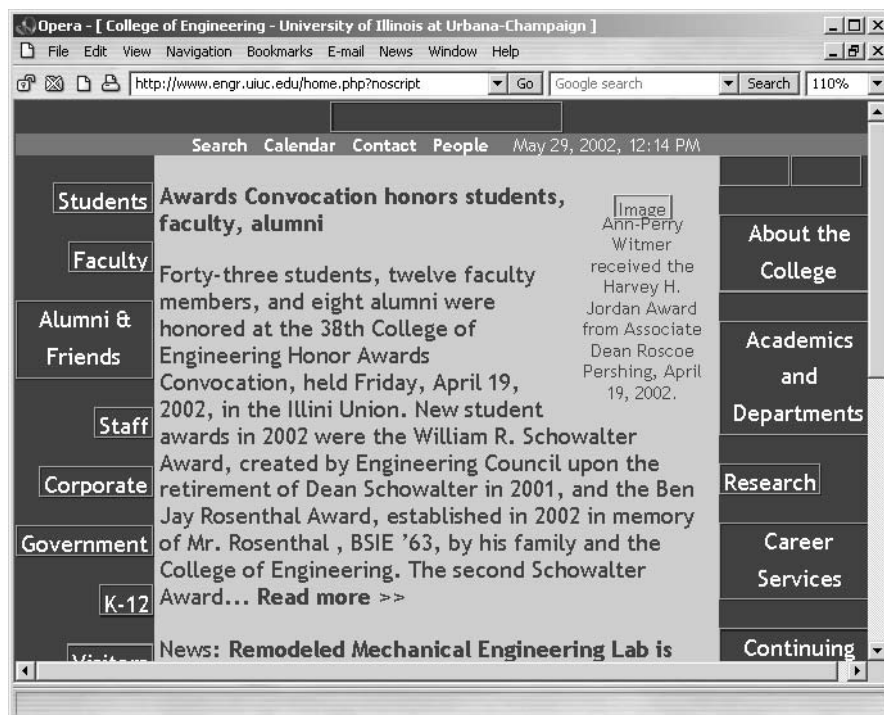 Opera - [ College of Engineering - University of Illinois at Urbana-Champaign ]
File Edit View Navigation Bookmarks E-mail News Window Help
http://www.engr.uiuc.edu/home.php?noscript Go Google search Search 110%
Search Calendar Contact People May 29, 2002, 12:14 PM
Students
Faculty
Alumni &
Friends
Staff
Corporate
Government
K-12
Visitors
Awards Convocation honors students,
faculty, alumni
Forty-three students, twelve faculty
members, and eight alumni were
honored at the 38th College of
Engineering Honor Awards
Convocation, held Friday, April 19,
2002, in the Illini Union. New student
awards in 2002 were the William R. Schowalter
Award, created by Engineering Council upon the
retirement of Dean Schowalter in 2001, and the Ben
Jay Rosenthal Award, established in 2002 in memory
of Mr. Rosenthal , BSIE '63, by his family and the
College of Engineering. The second Schowalter
Award... Read more >>
News: Remodeled Mechanical Engineering Lab is
Image
Ann-Perry
Witmer
received the
Harvey H.
Jordan Award
from Associate
Dean Roscoe
Pershing, April
19, 2002.
About the
College
Academics
and
Departments
Research
Career
Services
Continuing